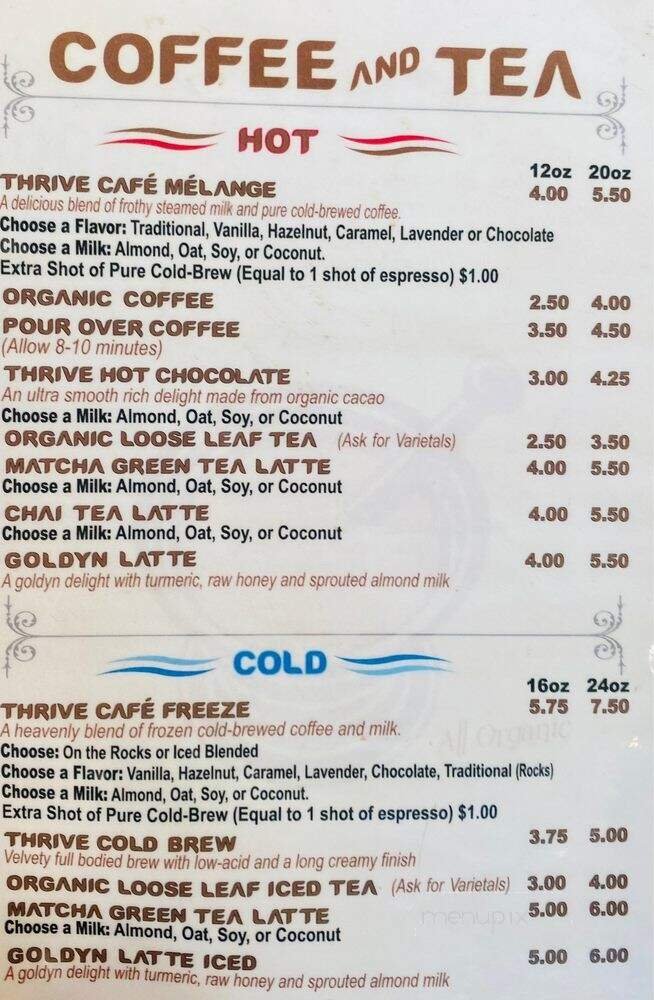 COFFEE AND TEA
HOT
12oz 20oz
THRIVE CAFÉ MÉLANGE 4.00 5.50
A delicious blend of frothy steamed milk and pure cold-brewed coffee.
Choose a Flavor: Traditional, Vanilla, Hazelnut, Caramel, Lavender or Chocolate
Choose a Milk: Almond, Oat, Soy, or Coconut.
Extra Shot of Pure Cold-Brew (Equal to 1 shot of espresso) $1.00
ORGANIC COFFEE 2.50 4.00
POUR OVER COFFEE 3.50 4.50
(Allow 8-10 minutes)
THRIVE HOT CHOCOLATE 3.00 4.25
An ultra smooth rich delight made from organic cacao
Choose a Milk: Almond, Oat, Soy, or Coconut
ORGANIC LOOSE LEAF TEA (Ask for Varietals) 2.50 3.50
MATCHA GREEN TEA LATTE 4.00 5.50
Choose a Milk: Almond, Oat, Soy, or Coconut
CHAI TEA LATTE 4.00 5.50
Choose a Milk: Almond, Oat, Soy, or Coconut
GOLDYN LATTE 4.00 5.50
A goldyn delight with turmeric, raw honey and sprouted almond milk
COLD
16oz 24oz
THRIVE CAFÉ FREEZE 5.75 7.50
A heavenly blend of frozen cold-brewed coffee and milk.
All Organic
Choose: On the Rocks or Iced Blended
Choose a Flavor: Vanilla, Hazelnut, Caramel, Lavender, Chocolate, Traditional (Rocks)
Choose a Milk: Almond, Oat, Soy, or Coconut.
Extra Shot of Pure Cold-Brew (Equal to 1 shot of espresso) $1.00
THRIVE COLD BREW 3.75 5.00
Velvety full bodied brew with low-acid and a long creamy finish
ORGANIC LOOSE LEAF ICED TEA (Ask for Varietals) 3.00 4.00
MATCHA GREEN TEA LATTE 5.00 6.00
menupix
Choose a Milk: Almond, Oat, Soy, or Coconut
GOLDYN LATTE ICED 5.00 6.00
A goldyn delight with turmeric, raw honey and sprouted almond milk